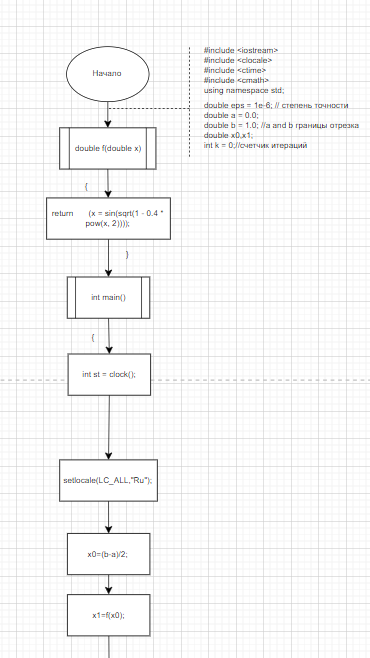 #include <iostream>
#include <clocale>
#include <ctime>
#include <cmath>
using namespace std;
double eps = 1e-6; // степень точности
double a = 0.0;
double b = 1.0; //a and b границы отрезка
double x0,x1;
int k = 0;//счетчик итераций
Начало
double f(double x)
{
return (x = sin(sqrt(1 - 0.4 *
pow(x, 2))));
}
int main()
{
int st = clock();
setlocale(LC_ALL,"Ru");
x0=(b-a)/2;
x1=f(x0);